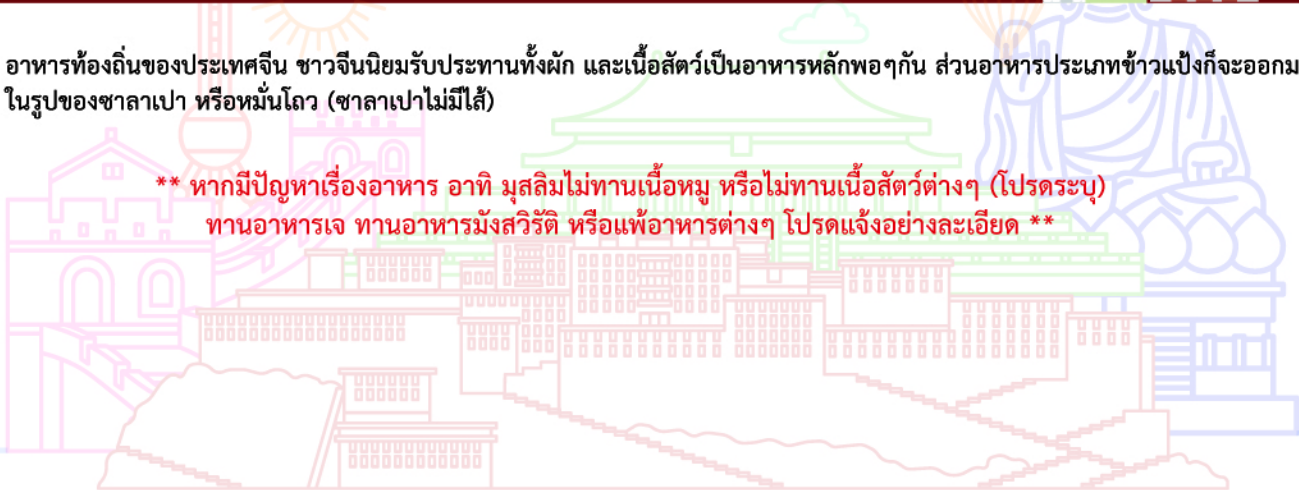 อาหารท้องถิ่นของประเทศจีน ชาวจีนนิยมรับประทานทั้งผัก และเนื้อสัตว์เป็นอาหารหลักพอๆกัน ส่วนอาหารประเภทข้าวแป้งก็จะออกม
ในรูปของซาลาเปา หรือหมั่นโถว (ซาลาเปาไม่มีไส้)
** หากมีปัญหาเรื่องอาหาร อาทิ มุสลิมไม่ทานเนื้อหมู หรือไม่ทานเนื้อสัตว์ต่างๆ (โปรดระบุ)
ทานอาหารเจ ทานอาหารมังสวิรัติ หรือแพ้อาหารต่างๆ โปรดแจ้งอย่างละเอียด **